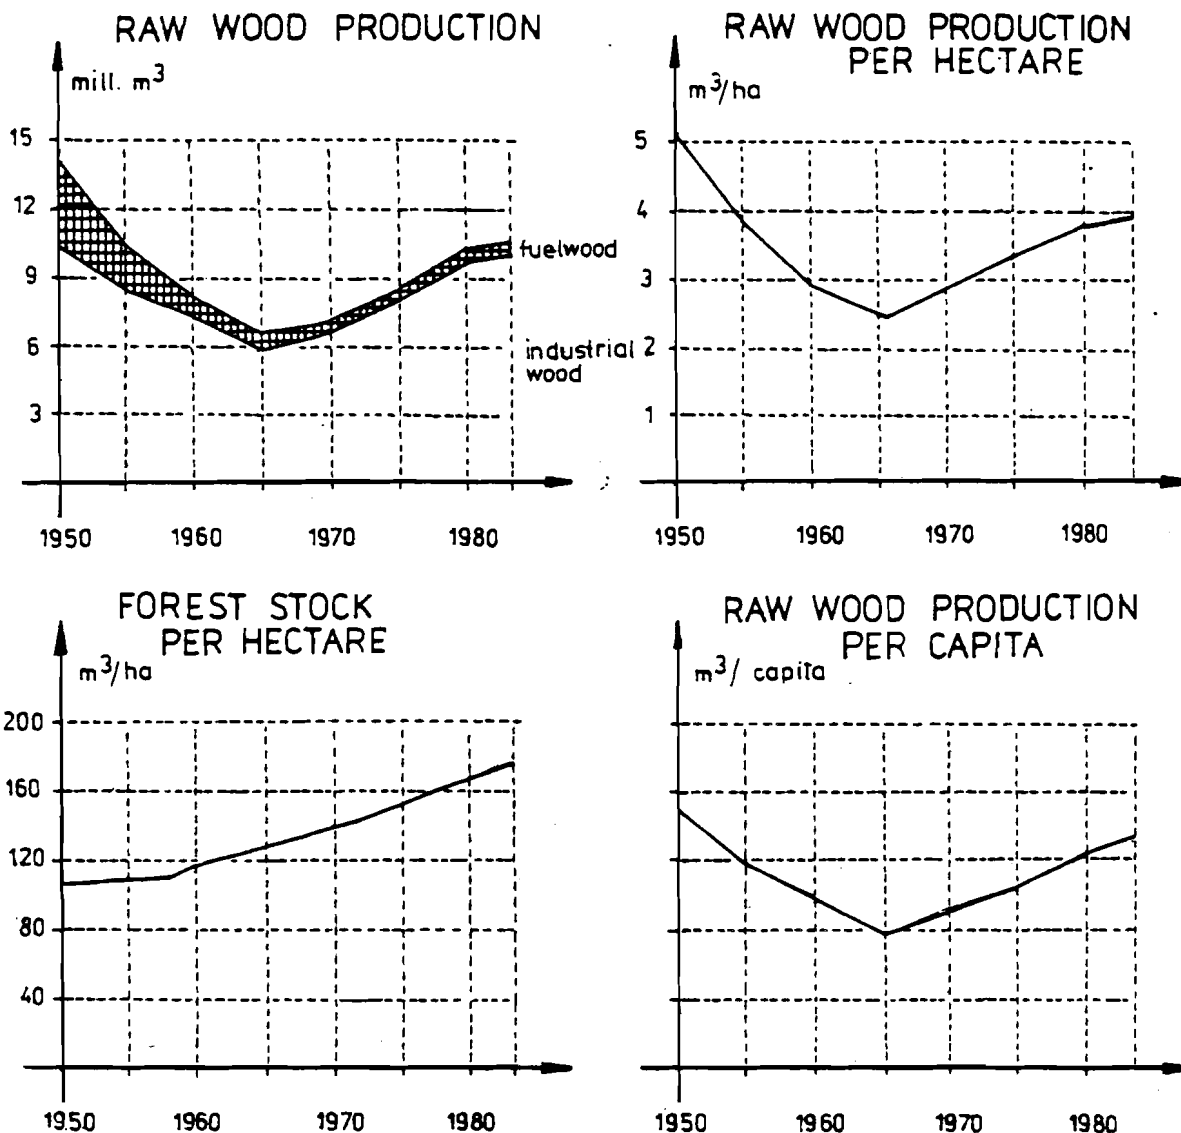 RAW WOOD PRODUCTION
mill. m³
15
12
9
6
3
fuelwood
industrial
wood
1950 1960 1970 1980
RAW WOOD PRODUCTION
PER HECTARE
m³/ha
5
4
3
2
1
1950 1960 1970 1980
FOREST STOCK
PER HECTARE
m³/ha
200
160
120
80
40
1950 1960 1970 1980
RAW WOOD PRODUCTION
PER CAPITA
m³/ capita
1950 1960 1970 1980